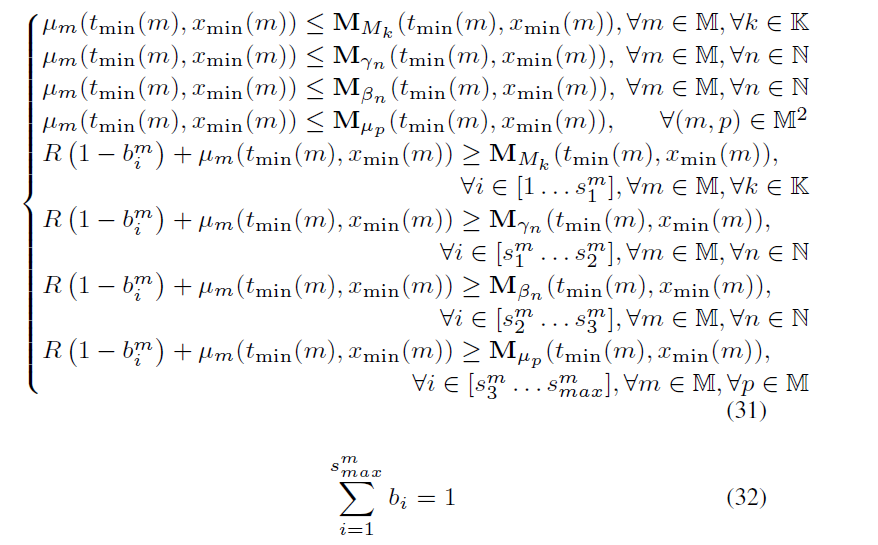 μ_m(t_min(m), x_min(m)) ≤ 𝐌_{M_k}(t_min(m), x_min(m)), ∀m ∈ 𝕄, ∀k ∈ 𝕂
μ_m(t_min(m), x_min(m)) ≤ 𝐌_{γ_n}(t_min(m), x_min(m)), ∀m ∈ 𝕄, ∀n ∈ ℕ
μ_m(t_min(m), x_min(m)) ≤ 𝐌_{β_n}(t_min(m), x_min(m)), ∀m ∈ 𝕄, ∀n ∈ ℕ
μ_m(t_min(m), x_min(m)) ≤ 𝐌_{μ_p}(t_min(m), x_min(m)), ∀(m, p) ∈ 𝕄^2
R (1 − b_i^m) + μ_m(t_min(m), x_min(m)) ≥ 𝐌_{M_k}(t_min(m), x_min(m)),
∀i ∈ [1 … s_1^m], ∀m ∈ 𝕄, ∀k ∈ 𝕂
R (1 − b_i^m) + μ_m(t_min(m), x_min(m)) ≥ 𝐌_{γ_n}(t_min(m), x_min(m)),
∀i ∈ [s_1^m … s_2^m], ∀m ∈ 𝕄, ∀n ∈ ℕ
R (1 − b_i^m) + μ_m(t_min(m), x_min(m)) ≥ 𝐌_{β_n}(t_min(m), x_min(m)),
∀i ∈ [s_2^m … s_3^m], ∀m ∈ 𝕄, ∀n ∈ ℕ
R (1 − b_i^m) + μ_m(t_min(m), x_min(m)) ≥ 𝐌_{μ_p}(t_min(m), x_min(m)),
∀i ∈ [s_3^m … s_{max}^m], ∀m ∈ 𝕄, ∀p ∈ 𝕄
(31)
∑_{i=1}^{s_{max}^m} b_i = 1 (32)